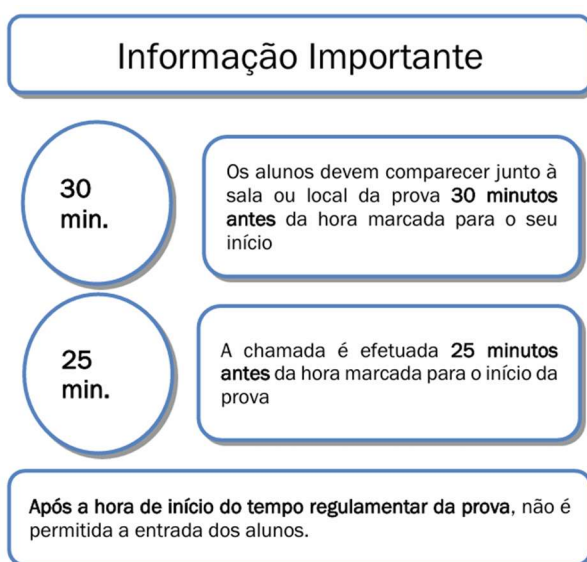 Informação Importante
30
min.
Os alunos devem comparecer junto à
sala ou local da prova 30 minutos
antes da hora marcada para o seu
início
25
min.
A chamada é efetuada 25 minutos
antes da hora marcada para o início da
prova
Após a hora de início do tempo regulamentar da prova, não é
permitida a entrada dos alunos.